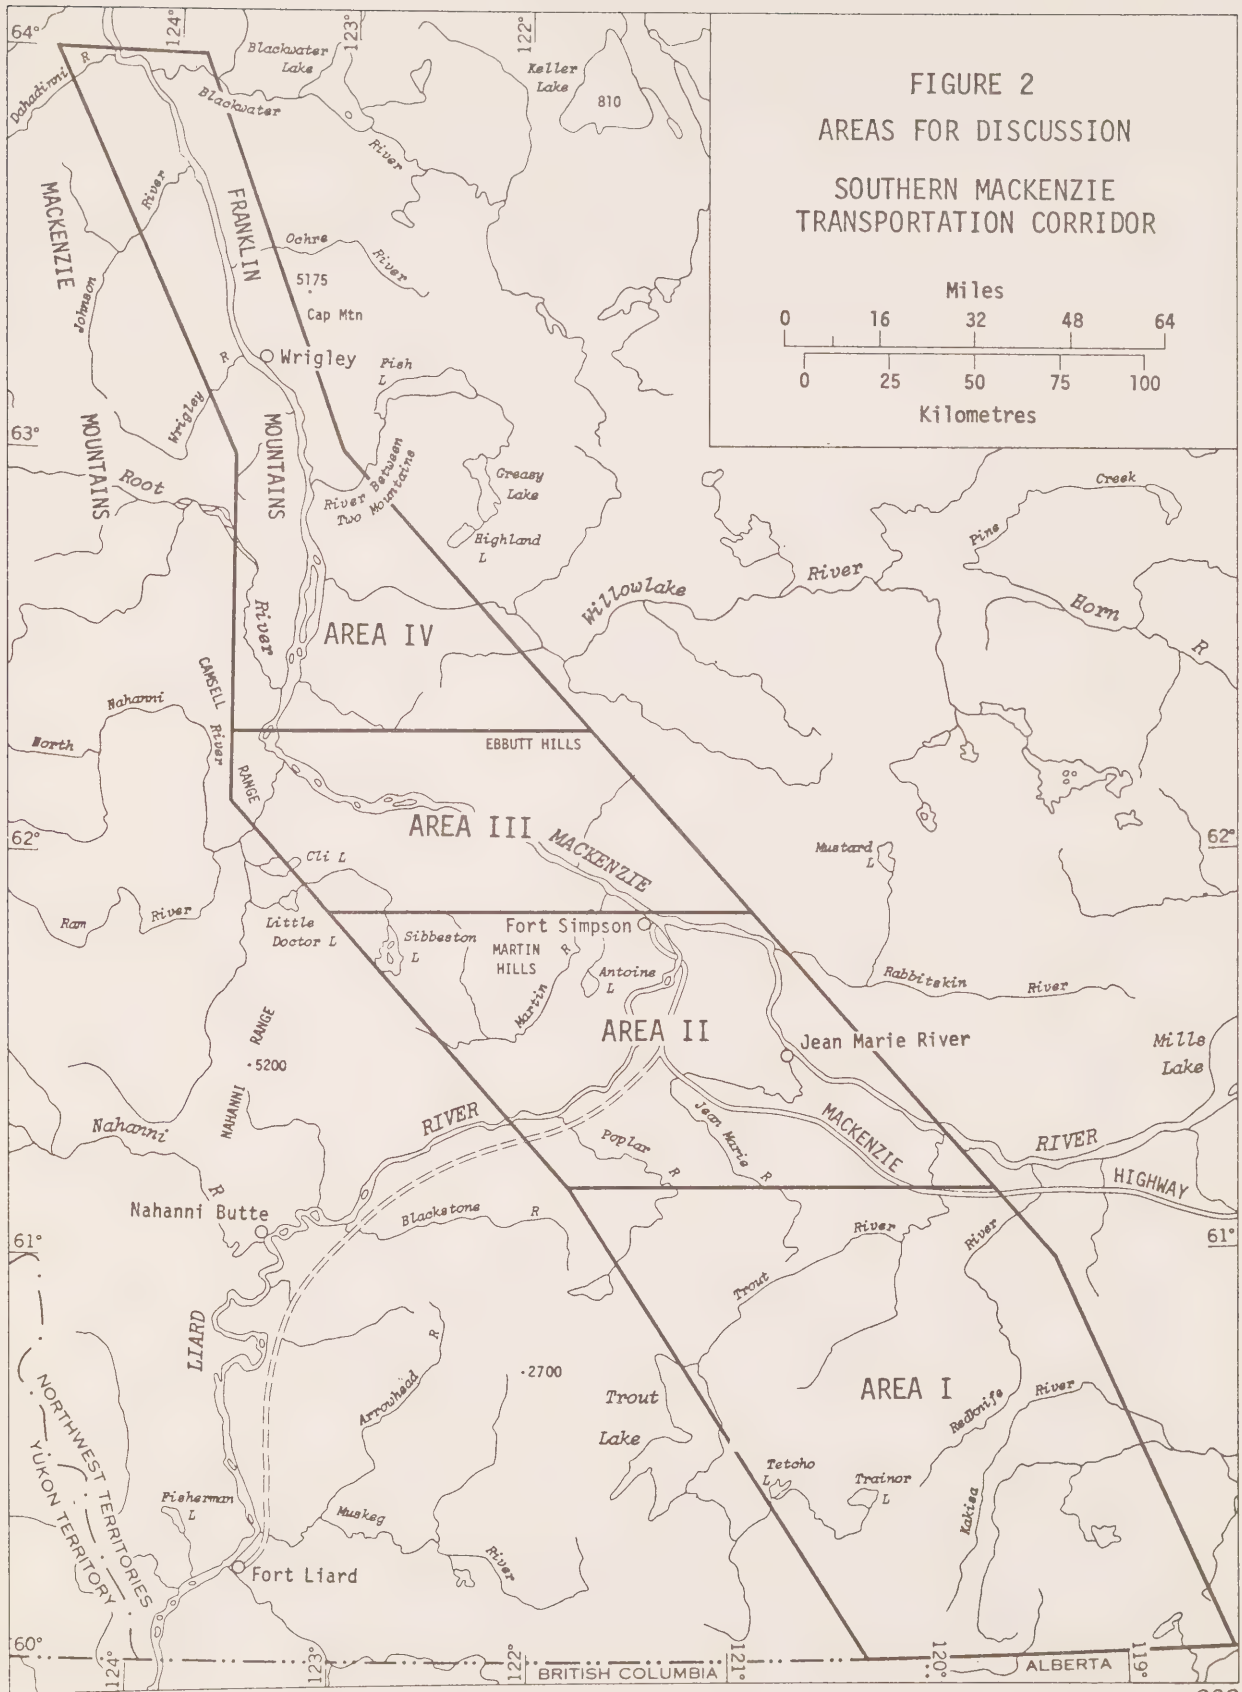 FIGURE 2
AREAS FOR DISCUSSION
SOUTHERN MACKENZIE
TRANSPORTATION CORRIDOR
Miles
0 16 32 48 64
0 25 50 75 100
Kilometres
64°
124°
123°
122°
Dahadinni R
Blackwater
Lake
Keller
Lake
810
Blackwater River
MACKENZIE
MOUNTAINS
Johnson River
FRANKLIN
MOUNTAINS
Ochre River
5175
Cap Mtn
Wrigley
Wrigley R
Fish
L
63°
Root River
River Between
Two Mountains
Greasy
Lake
Highland
L
Creek
Pine
Willowlake River
Horn R
AREA IV
CAMSELL
RANGE
Nahanni
North
River
EBBUTT HILLS
AREA III
MACKENZIE
62°
62°
Mustard
L
Cli L
Ram River
Little
Doctor L
Sibbeston
L
Fort Simpson
MARTIN
HILLS
Martin R
Antoine
L
Rabbitskin River
AREA II
Jean Marie River
Mills
Lake
RANGE
5200
NAHANNI
Nahanni R
RIVER
Poplar R
Jean Marie R
MACKENZIE
RIVER
HIGHWAY
Nahanni Butte
Blackstone R
61°
61°
River
River
Trout
LIARD
Arrowhead R
2700
Trout
Lake
AREA I
Redknife
River
Tetcho
L
Trainor
L
Kakisa
NORTHWEST TERRITORIES
YUKON TERRITORY
Fisherman
L
Muskeg River
Fort Liard
60°
124°
123°
122°
121°
120°
119°
BRITISH COLUMBIA
ALBERTA